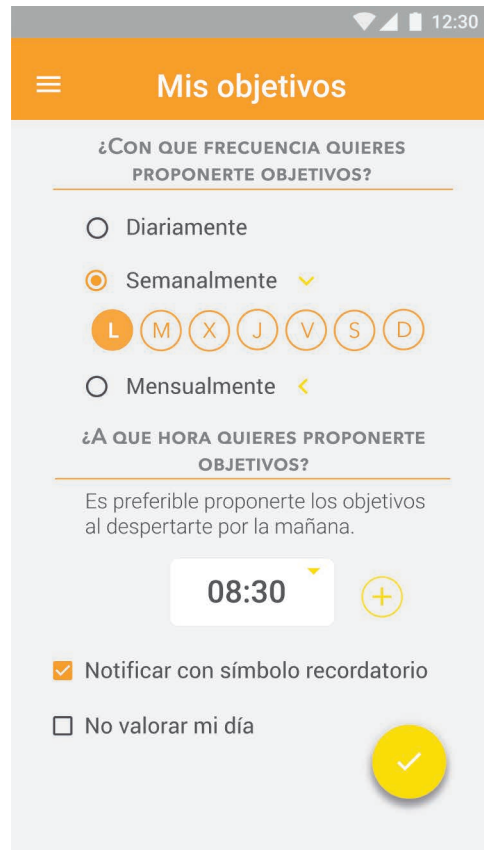 12:30
Mis objetivos
¿CON QUE FRECUENCIA QUIERES
PROPONERTE OBJETIVOS?
Diariamente
Semanalmente
L M X J V S D
Mensualmente
¿A QUE HORA QUIERES PROPONERTE
OBJETIVOS?
Es preferible proponerte los objetivos
al despertarte por la mañana.
08:30
Notificar con símbolo recordatorio
No valorar mi día